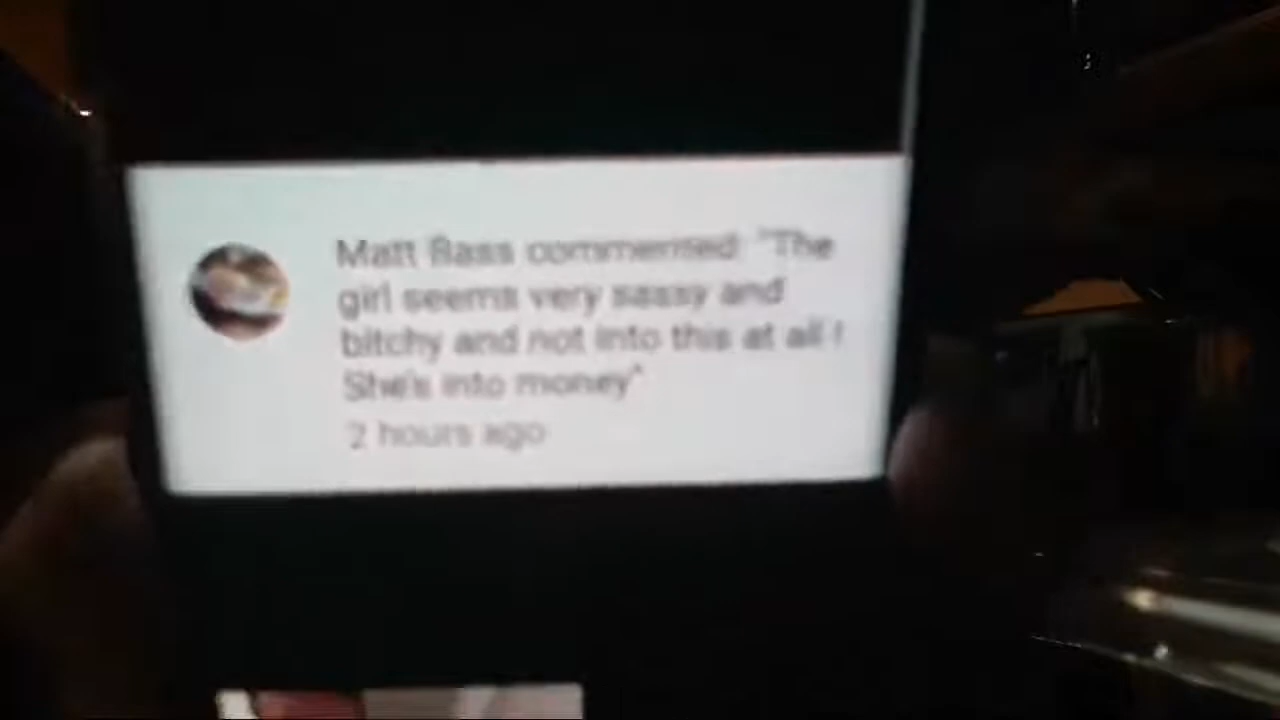 Matt Bass commented: "The
girl seems very sassy and
bitchy and not into this at all !
She's into money"
2 hours ago